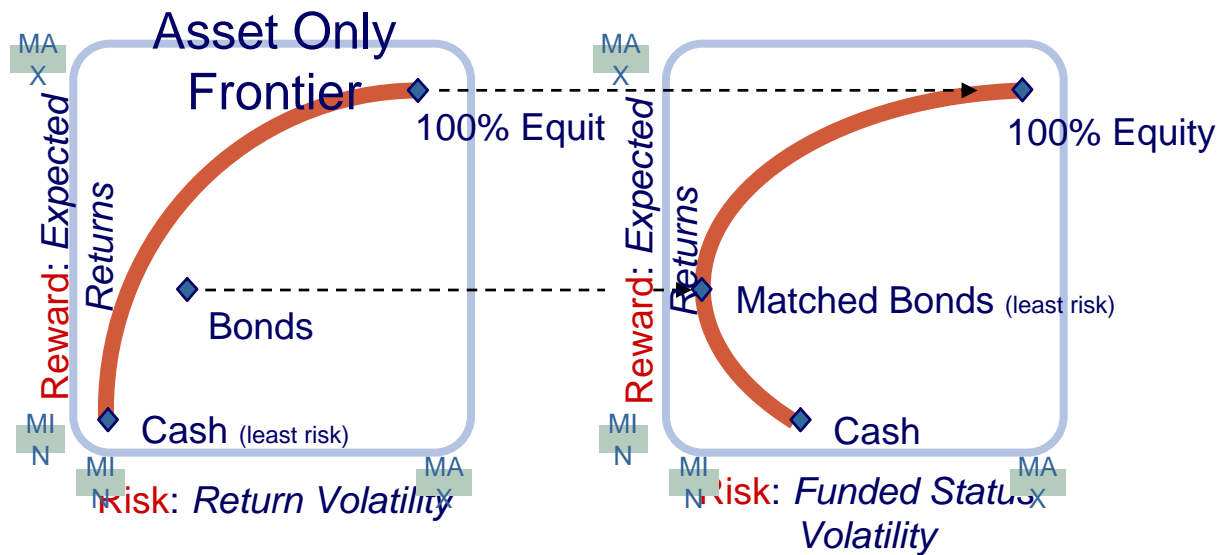 Asset Only
Frontier
MA
X
Reward: Expected
Returns
100% Equit
Bonds
Cash (least risk)
MI
N
MI
N
MA
X
Risk: Return Volatility
MA
X
Reward: Expected
Returns
100% Equity
Matched Bonds (least risk)
Cash
MI
N
MI
N
MA
X
Risk: Funded Status
Volatility